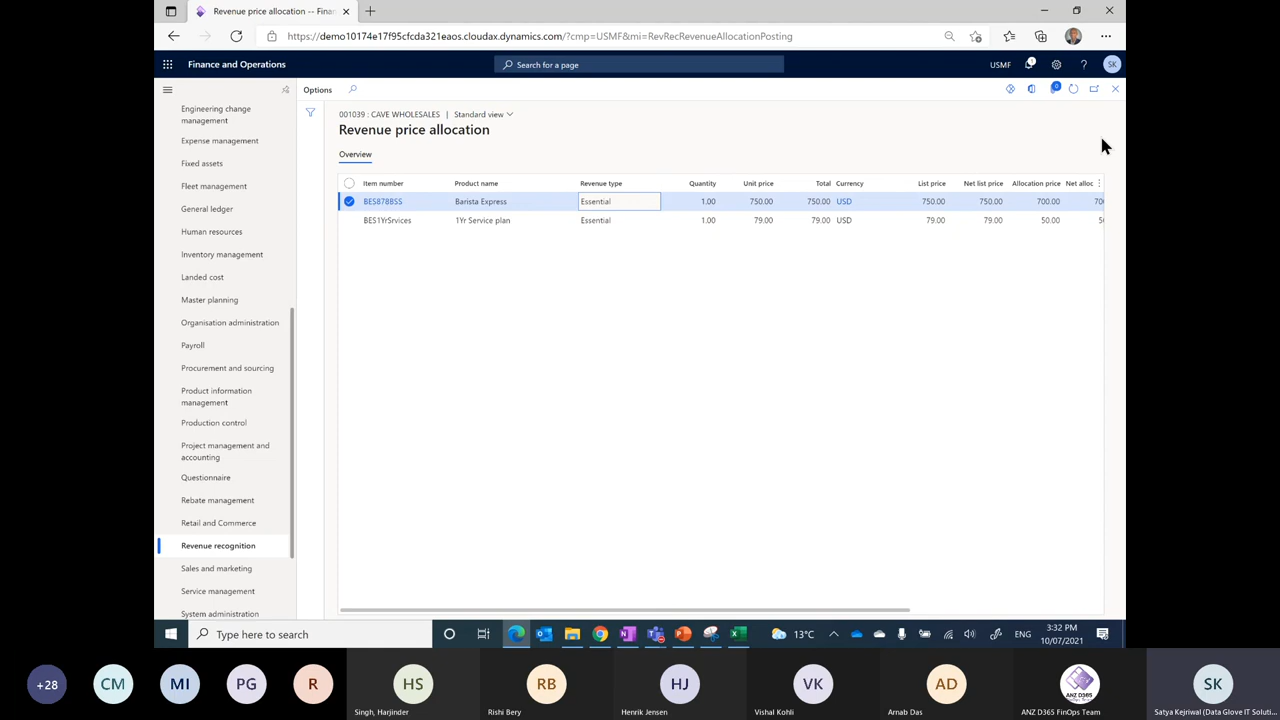 Revenue price allocation -- Finan
https://demo10174e17f95cfcda321eaos.cloudax.dynamics.com/?cmp=USMF&mi=RevRecRevenueAllocationPosting
Finance and Operations
Search for a page
USMF
1
SK
Options
0
Engineering change
management
Expense management
Fixed assets
Fleet management
General ledger
Human resources
Inventory management
Landed cost
Master planning
Organisation administration
Payroll
Procurement and sourcing
Product information
management
Production control
Project management and
accounting
Questionnaire
Rebate management
Retail and Commerce
Revenue recognition
Sales and marketing
Service management
System administration
001039 : CAVE WHOLESALES | Standard view
Revenue price allocation
Overview
Item number Product name Revenue type Quantity Unit price Total Currency List price Net list price Allocation price Net alloc
BES878BSS Barista Express Essential 1.00 750.00 750.00 USD 750.00 750.00 700.00 70
BES1YrSrvices 1Yr Service plan Essential 1.00 79.00 79.00 USD 79.00 79.00 50.00 5
Type here to search
13°C
ENG
3:32 PM
10/07/2021
+28
CM
MI
PG
R
HS
Singh, Harjinder
RB
Rishi Bery
HJ
Henrik Jensen
VK
Vishal Kohli
AD
Arnab Das
ANZ D365
ANZ D365 FinOps Team
SK
Satya Kejriwal (Data Glove IT Soluti...